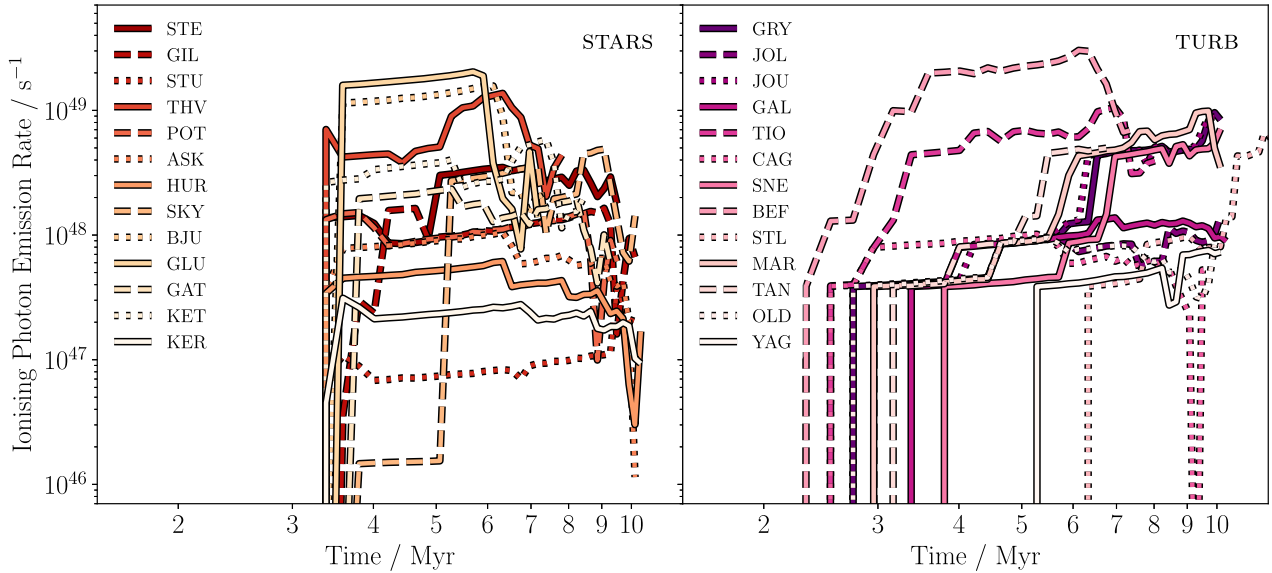 Ionising Photon Emission Rate / s⁻¹
10⁴⁹
10⁴⁸
10⁴⁷
10⁴⁶
STARS
STE
GIL
STU
THV
POT
ASK
HUR
SKY
BJU
GLU
GAT
KET
KER
2 3 4 5 6 7 8 9 10
Time / Myr
TURB
GRY
JOL
JOU
GAL
TIO
CAG
SNE
BEF
STL
MAR
TAN
OLD
YAG
2 3 4 5 6 7 8 9 10
Time / Myr